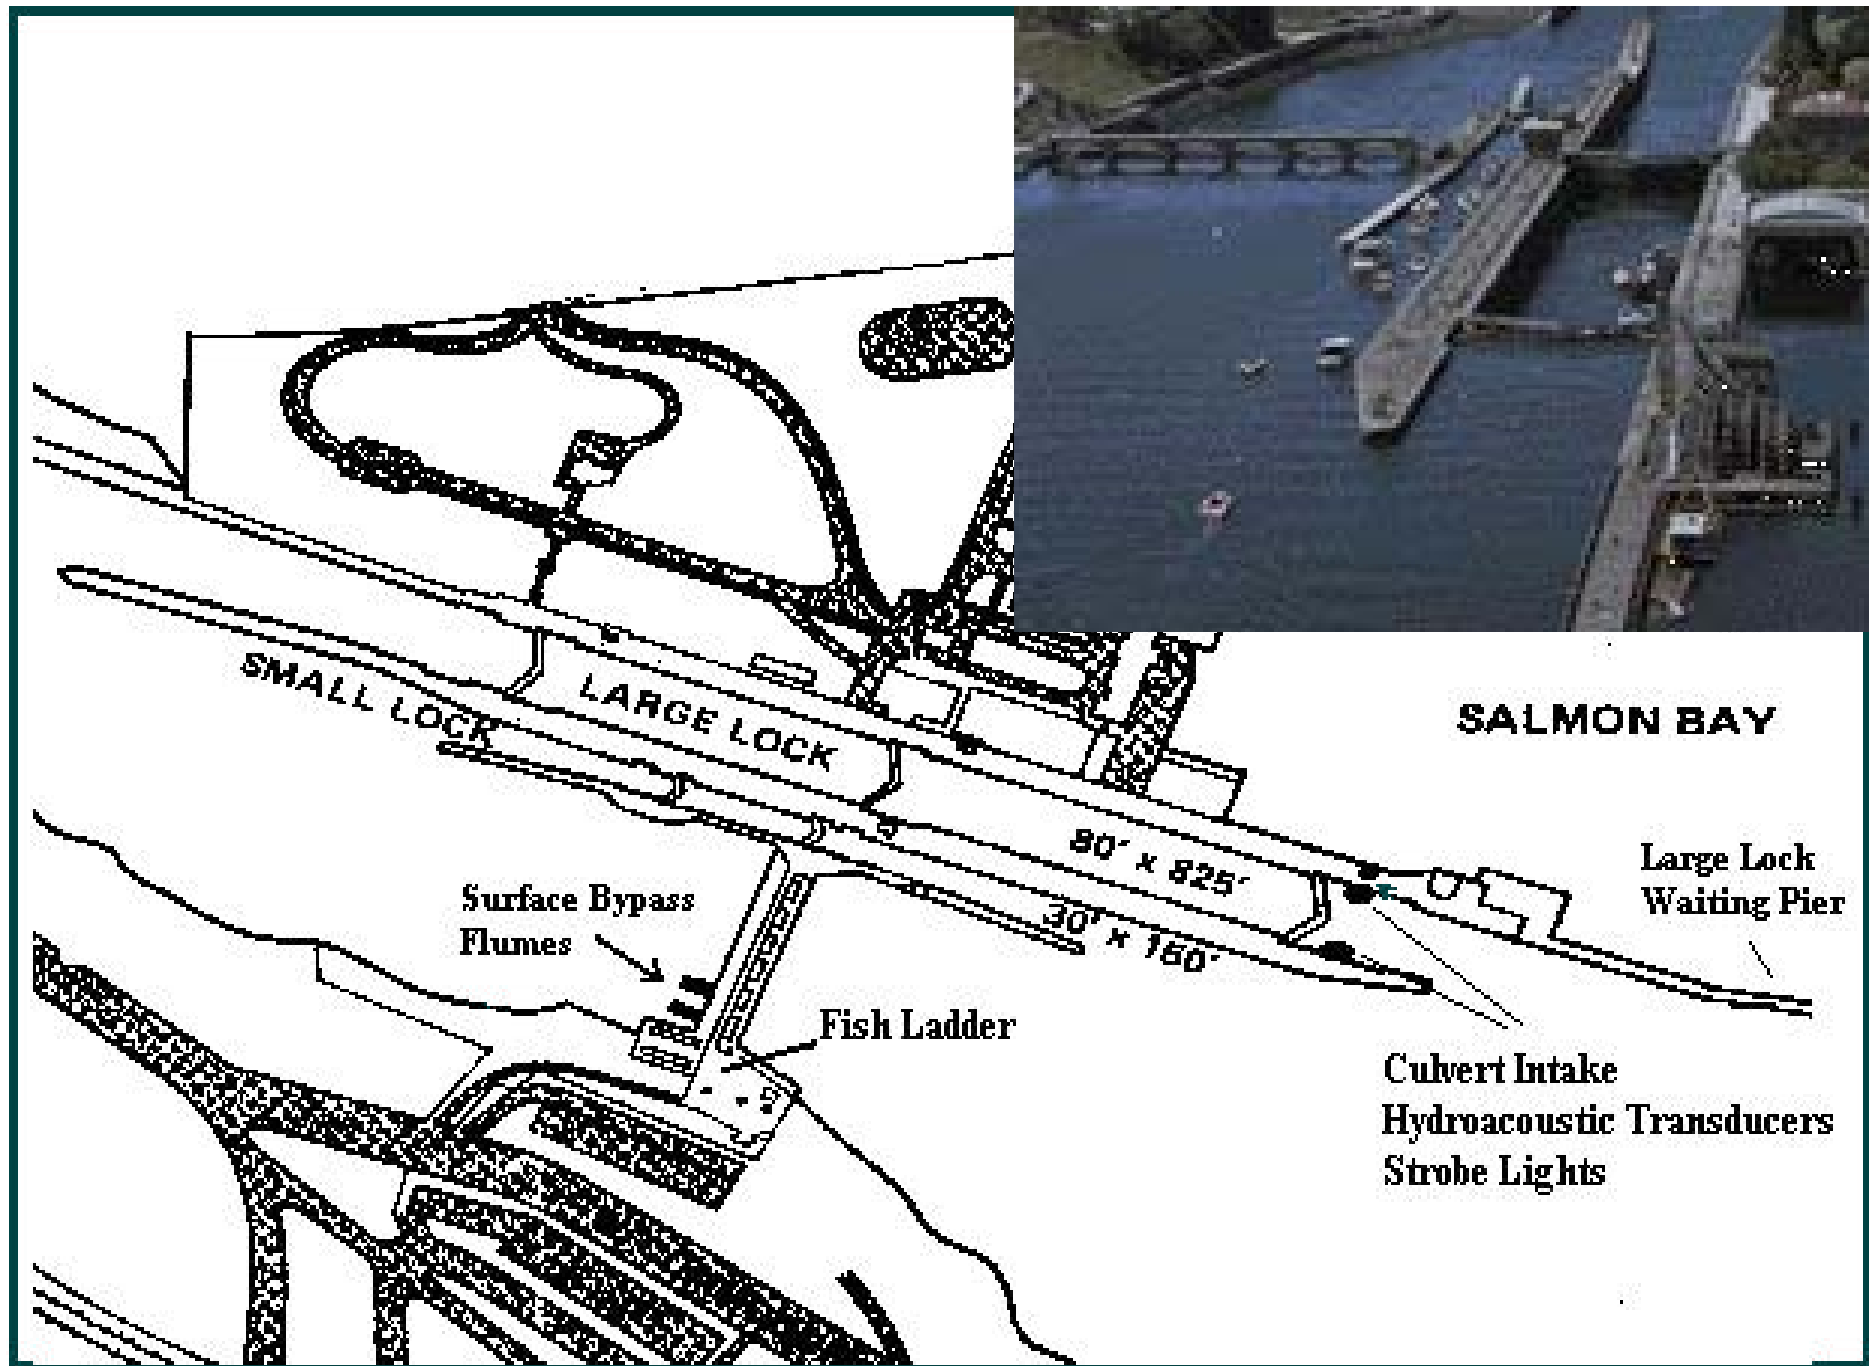 SMALL LOCK
LARGE LOCK
SALMON BAY
80' x 825'
30' x 150'
Large Lock
Waiting Pier
Surface Bypass
Flumes
Fish Ladder
Culvert Intake
Hydroacoustic Transducers
Strobe Lights